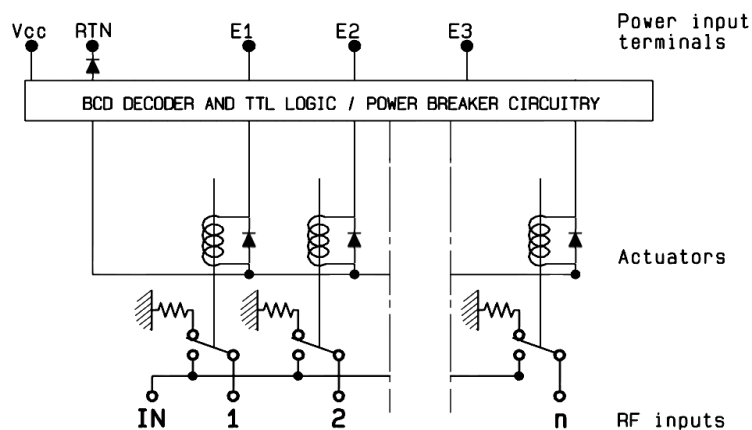 Vcc RTN E1 E2 E3 Power input
terminals
BCD DECODER AND TTL LOGIC / POWER BREAKER CIRCUITRY
Actuators
IN 1 2 n RF inputs